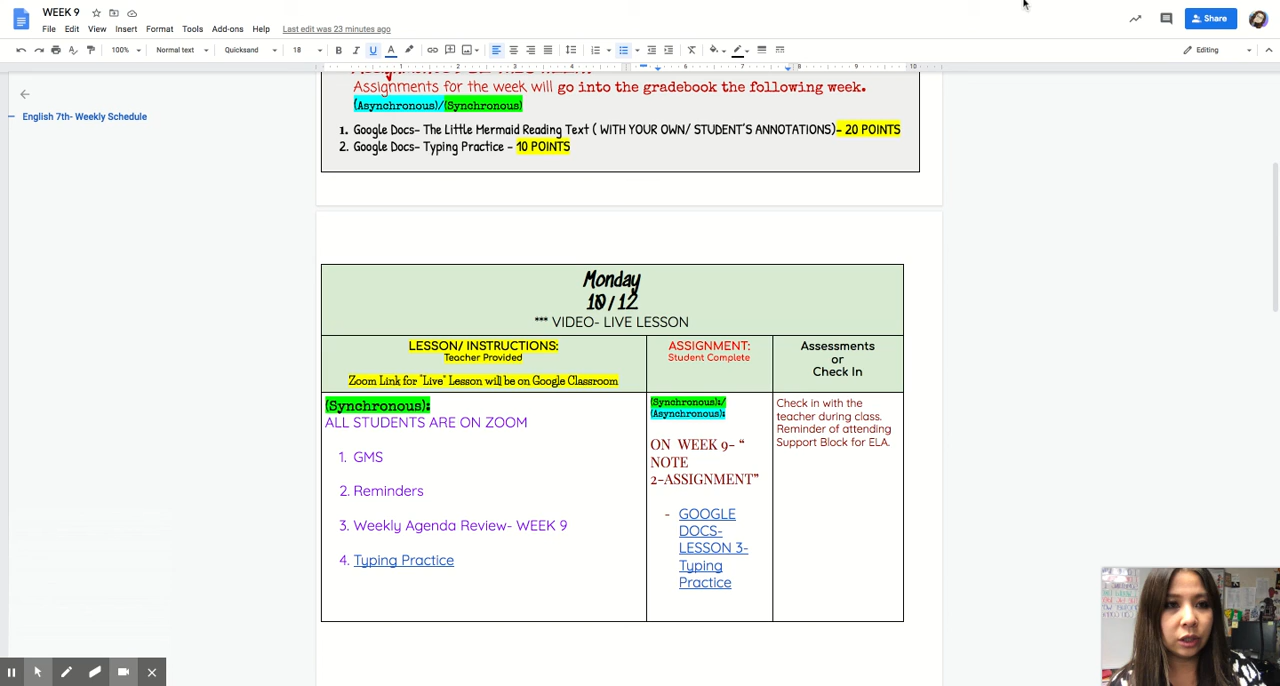 WEEK 9
File Edit View Insert Format Tools Add-ons Help Last edit was 23 minutes ago
Share
100% Normal text Quicksand 18 Editing
English 7th- Weekly Schedule
Assignments for the week will go into the gradebook the following week.
(Asynchronous)/(Synchronous)
1. Google Docs- The Little Mermaid Reading Text ( WITH YOUR OWN/ STUDENT'S ANNOTATIONS)- 20 POINTS
2. Google Docs- Typing Practice - 10 POINTS
Monday
10/12
*** VIDEO- LIVE LESSON
LESSON/ INSTRUCTIONS:
Teacher Provided
Zoom Link for "Live" Lesson will be on Google Classroom
ASSIGNMENT:
Student Complete
Assessments
or
Check In
(Synchronous):
ALL STUDENTS ARE ON ZOOM
1. GMS
2. Reminders
3. Weekly Agenda Review- WEEK 9
4. Typing Practice
(Synchronous):/
(Asynchronous):
ON WEEK 9- “
NOTE
2-ASSIGNMENT”
- GOOGLE
DOCS-
LESSON 3-
Typing
Practice
Check in with the
teacher during class.
Reminder of attending
Support Block for ELA.